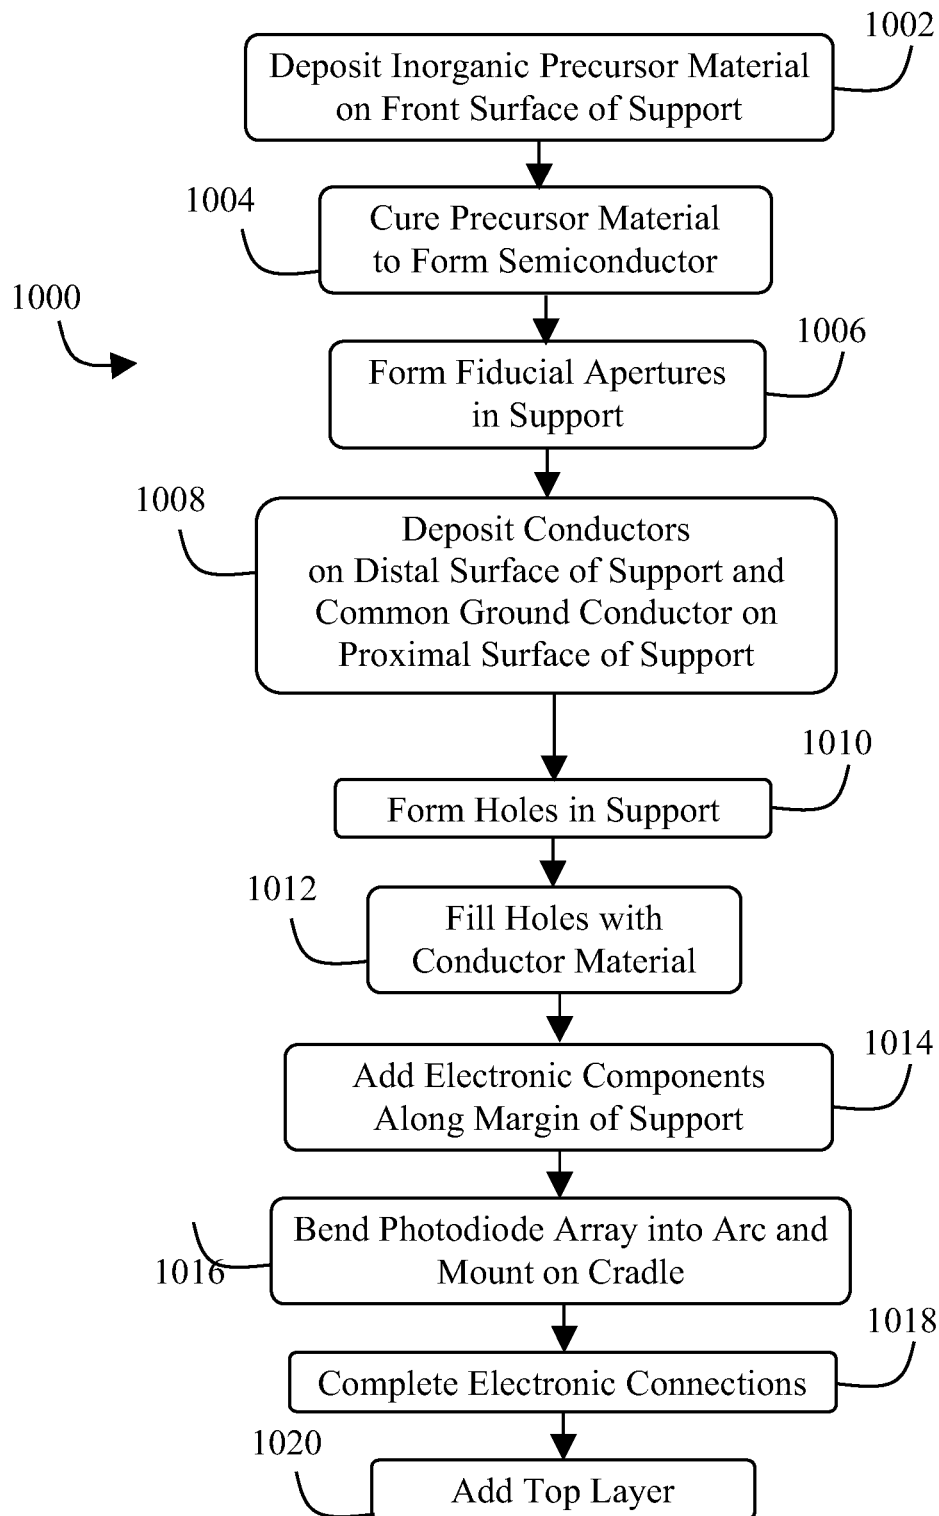 1002
Deposit Inorganic Precursor Material
on Front Surface of Support
1004
Cure Precursor Material
to Form Semiconductor
1000
1006
Form Fiducial Apertures
in Support
1008
Deposit Conductors
on Distal Surface of Support and
Common Ground Conductor on
Proximal Surface of Support
1010
Form Holes in Support
1012
Fill Holes with
Conductor Material
1014
Add Electronic Components
Along Margin of Support
1016
Bend Photodiode Array into Arc and
Mount on Cradle
1018
Complete Electronic Connections
1020
Add Top Layer